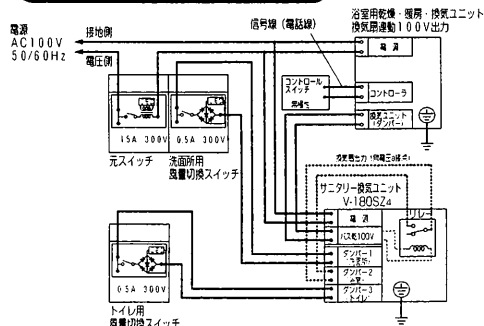 浴室用乾燥・暖房・換気ユニット
換気扇連動100V出力
電源
AC100V
50/60Hz
接地側
電圧側
信号線(電話線)
電源
コントロール
スイッチ
無極性
コントローラ
換気ユニット
(ダンパー)
15A 300V
0.5A 300V
元スイッチ
洗面所用
風量切換スイッチ
サニタリー換気ユニット
V-180SZ4
リレー
電源
バス乾100V
ダンパー1
ダンパー2
ダンパー3
(トイレ)
0.5A 300V
トイレ用
風量切換スイッチ